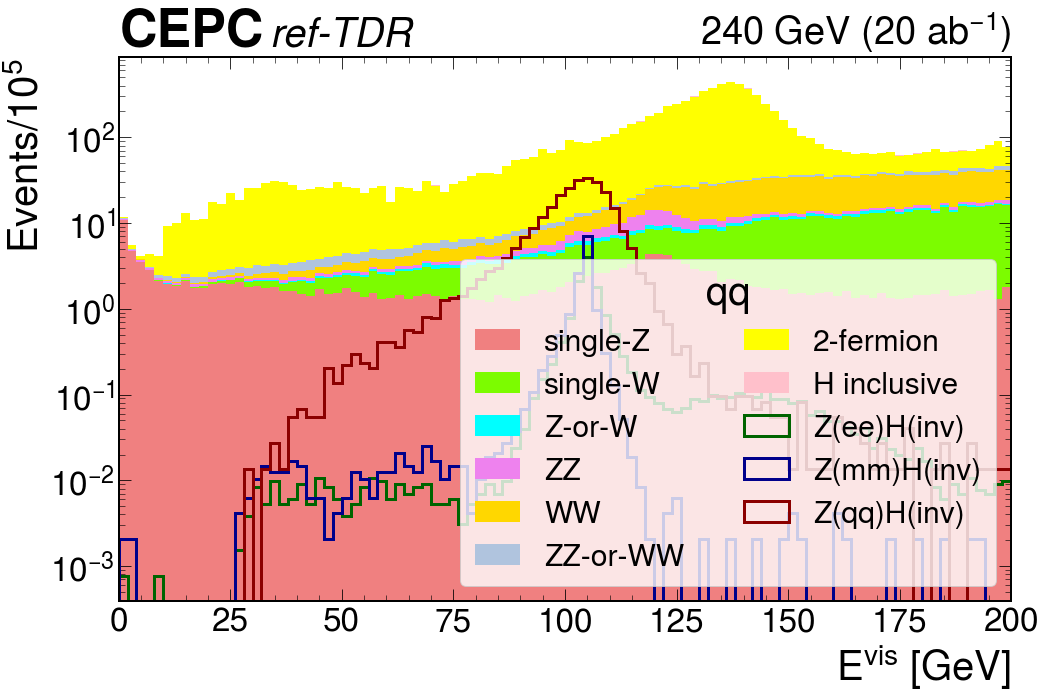 CEPC ref-TDR 240 GeV (20 ab⁻¹)
Events/10⁵
10²
10¹
10⁰
10⁻¹
10⁻²
10⁻³
qq
single-Z
single-W
Z-or-W
ZZ
WW
ZZ-or-WW
2-fermion
H inclusive
Z(ee)H(inv)
Z(mm)H(inv)
Z(qq)H(inv)
0 25 50 75 100 125 150 175 200
Eᵛⁱˢ [GeV]